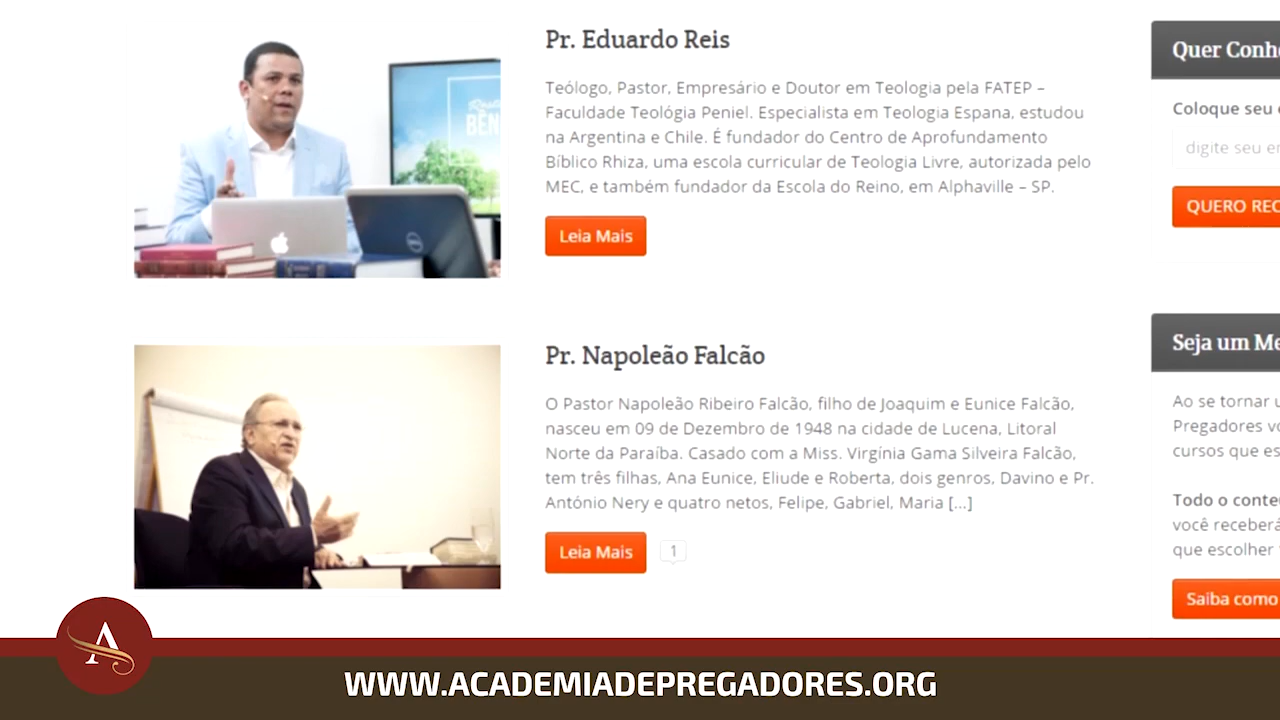 Pr. Eduardo Reis
Teólogo, Pastor, Empresário e Doutor em Teologia pela FATEP –
Faculdade Teológia Peniel. Especialista em Teologia Espana, estudou
na Argentina e Chile. É fundador do Centro de Aprofundamento
Bíblico Rhiza, uma escola curricular de Teologia Livre, autorizada pelo
MEC, e também fundador da Escola do Reino, em Alphaville – SP.
Leia Mais
Pr. Napoleão Falcão
O Pastor Napoleão Ribeiro Falcão, filho de Joaquim e Eunice Falcão,
nasceu em 09 de Dezembro de 1948 na cidade de Lucena, Litoral
Norte da Paraíba. Casado com a Miss. Virgínia Gama Silveira Falcão,
tem três filhas, Ana Eunice, Eliude e Roberta, dois genros, Davino e Pr.
António Nery e quatro netos, Felipe, Gabriel, Maria [...]
Leia Mais
1
Quer Conh
Coloque seu
digite seu e
QUERO REC
Seja um Me
Ao se tornar
Pregadores vo
cursos que es
Todo o conte
você receberá
que escolher
Saiba como
A
WWW.ACADEMIADEPREGADORES.ORG